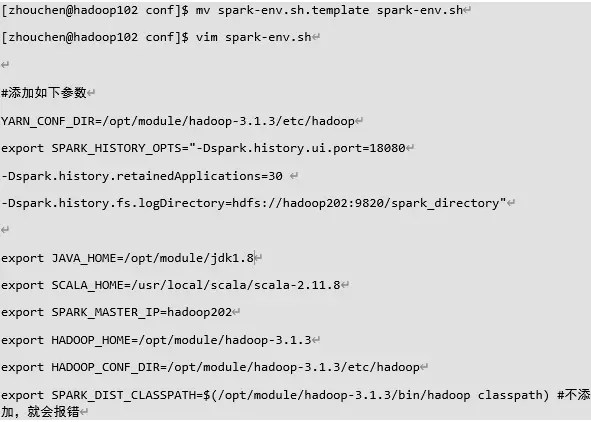 [zhouchen@hadoop102 conf]$ mv spark-env.sh.template spark-env.sh↵
[zhouchen@hadoop102 conf]$ vim spark-env.sh↵
↵
#添加如下参数↵
YARN_CONF_DIR=/opt/module/hadoop-3.1.3/etc/hadoop↵
export SPARK_HISTORY_OPTS="-Dspark.history.ui.port=18080↵
-Dspark.history.retainedApplications=30 ↵
-Dspark.history.fs.logDirectory=hdfs://hadoop202:9820/spark_directory"↵
↵
export JAVA_HOME=/opt/module/jdk1.8↵
export SCALA_HOME=/usr/local/scala/scala-2.11.8↵
export SPARK_MASTER_IP=hadoop202↵
export HADOOP_HOME=/opt/module/hadoop-3.1.3↵
export HADOOP_CONF_DIR=/opt/module/hadoop-3.1.3/etc/hadoop↵
export SPARK_DIST_CLASSPATH=$(/opt/module/hadoop-3.1.3/bin/hadoop classpath) #不添
加，就会报错↵